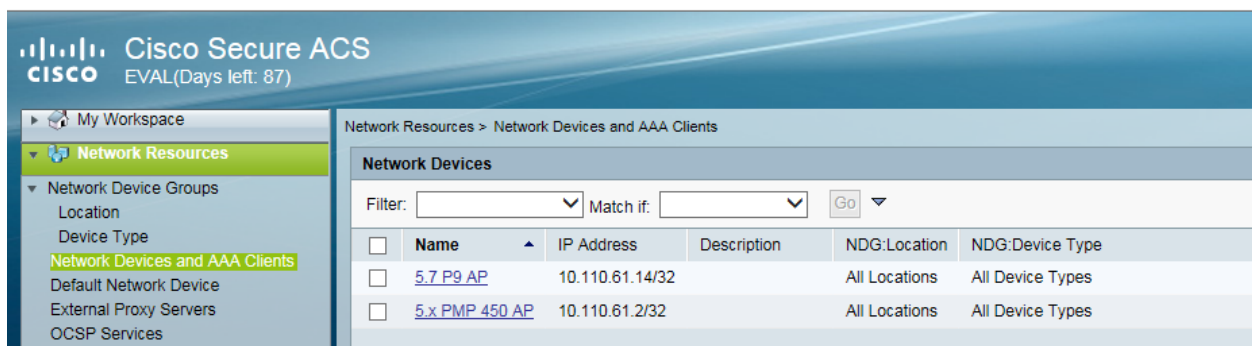 Cisco Secure ACS
CISCO EVAL(Days left: 87)
My Workspace
Network Resources
Network Device Groups
Location
Device Type
Network Devices and AAA Clients
Default Network Device
External Proxy Servers
OCSP Services
Network Resources > Network Devices and AAA Clients
Network Devices
Filter: Match if: Go
Name IP Address Description NDG:Location NDG:Device Type
5.7 P9 AP 10.110.61.14/32 All Locations All Device Types
5.x PMP 450 AP 10.110.61.2/32 All Locations All Device Types